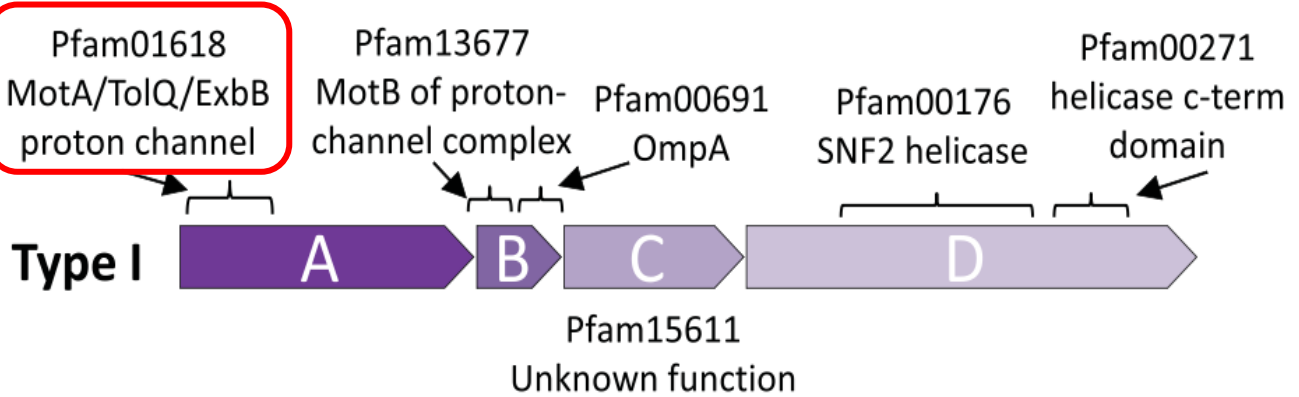 Pfam01618
MotA/TolQ/ExbB
proton channel
Pfam13677
MotB of proton-
channel complex
Pfam00691
OmpA
Pfam00176
SNF2 helicase
Pfam00271
helicase c-term
domain
Type I
A
B
C
D
Pfam15611
Unknown function